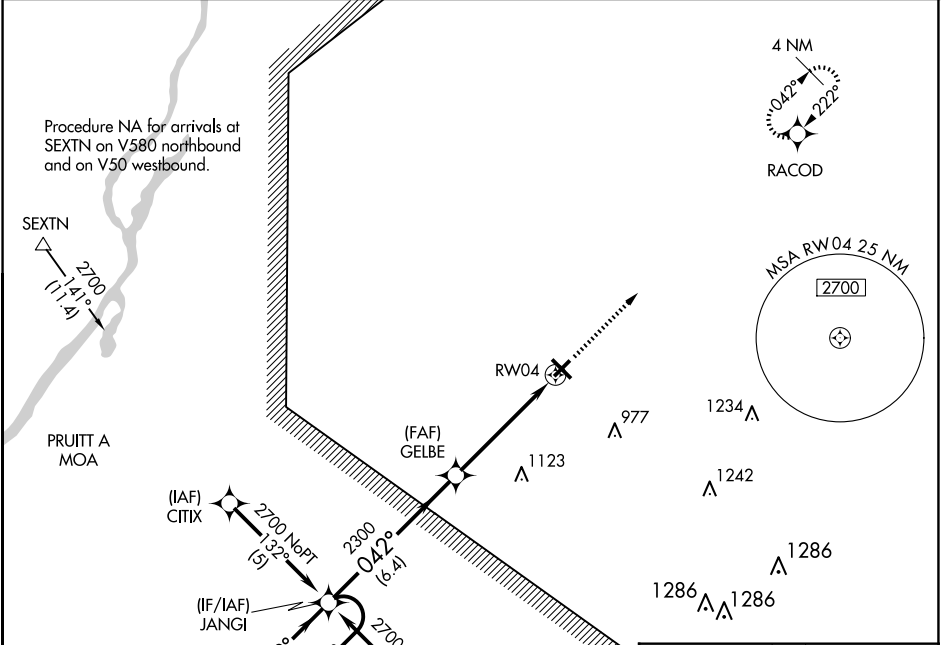 4 NM
042°
222°
RACOD
Procedure NA for arrivals at
SEXTN on V580 northbound
and on V50 westbound.
SEXTN
2700
141°
(11.4)
MSA RW04 25 NM
2700
RW04
977
1234
(FAF)
GELBE
1123
1242
PRUITT A
MOA
(IAF)
CITIX
2700 NoPT
132°
(5)
2300
042°
(6.4)
1286
1286
1286
(IF/IAF)
JANGI
2700